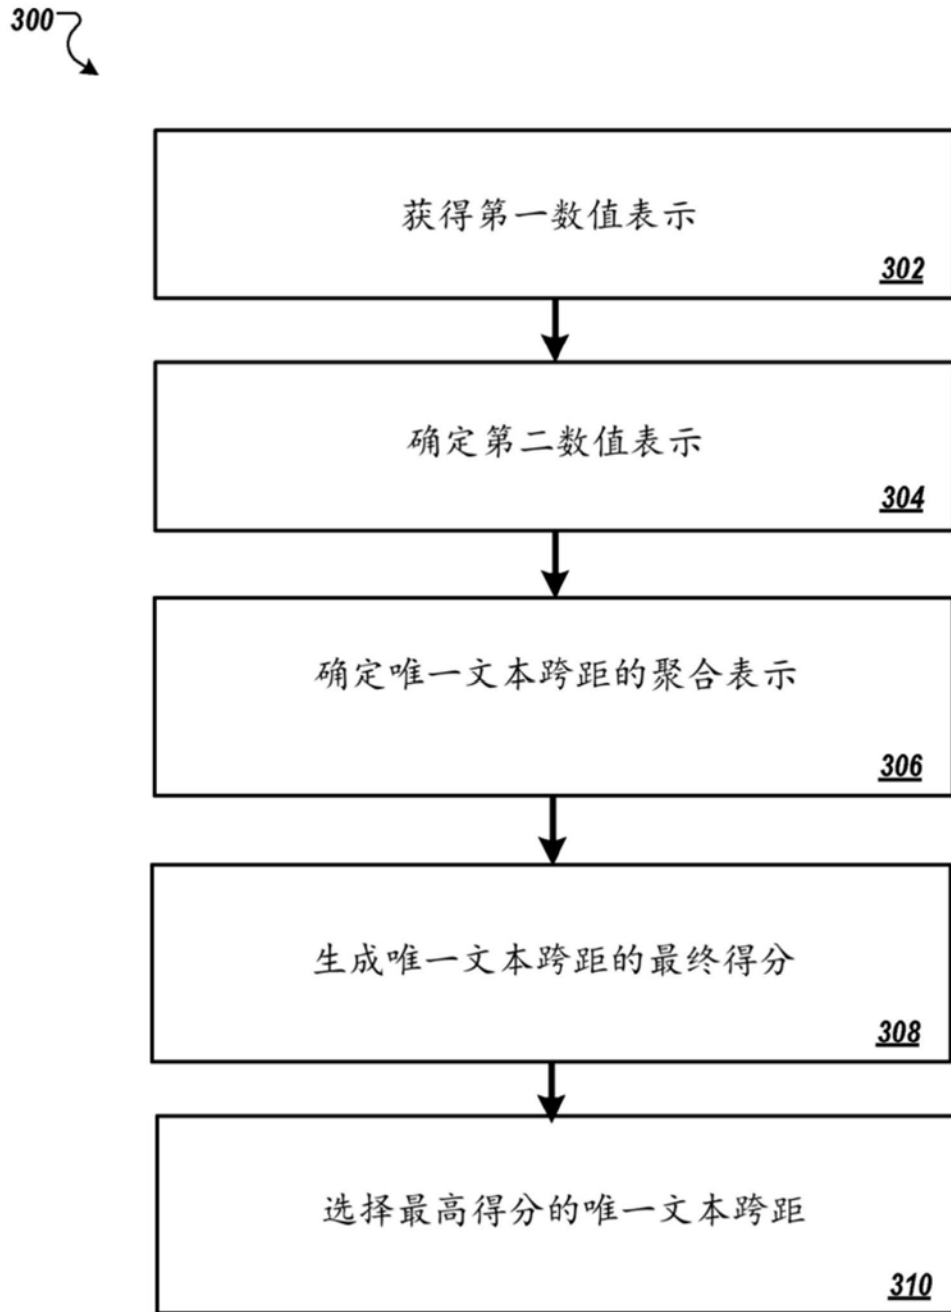 300
获得第一数值表示
302
确定第二数值表示
304
确定唯一文本跨距的聚合表示
306
生成唯一文本跨距的最终得分
308
选择最高得分的唯一文本跨距
310